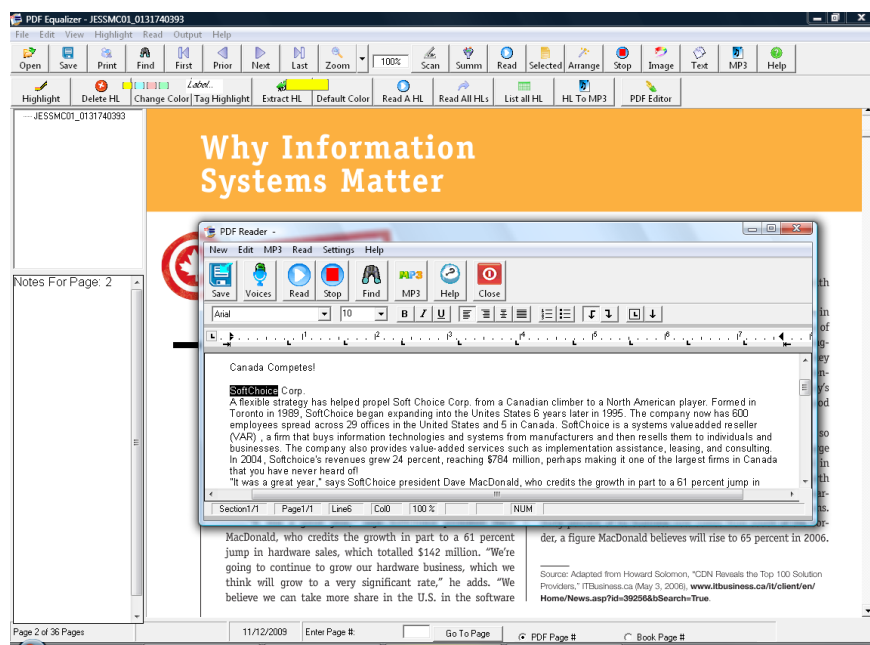 PDF Equalizer - JESSMC01_0131740393
File Edit View Highlight Read Output Help
Open Save Print Find First Prior Next Last Zoom 100% Scan Summ Read Selected Arrange Stop Image Text MP3 Help
Label..
Highlight Delete HL Change Color Tag Highlight Extract HL Default Color Read A HL Read All HLs List all HL HL To MP3 PDF Editor
JESSMC01_0131740393
Why Information
Systems Matter
Notes For Page: 2
PDF Reader -
New Edit MP3 Read Settings Help
MP3
Save Voices Read Stop Find MP3 Help Close
Arial 10 B I U
1 2 3 4 5 6 7
Canada Competes!
SoftChoice Corp.
A flexible strategy has helped propel Soft Choice Corp. from a Canadian climber to a North American player. Formed in
Toronto in 1989, SoftChoice began expanding into the Unites States 6 years later in 1995. The company now has 600
employees spread across 29 offices in the United States and 5 in Canada. SoftChoice is a systems valueadded reseller
(VAR) , a firm that buys information technologies and systems from manufacturers and then resells them to individuals and
businesses. The company also provides value-added services such as implementation assistance, leasing, and consulting.
In 2004, Softchoice's revenues grew 24 percent, reaching $784 million, perhaps making it one of the largest firms in Canada
that you have never heard of!
"It was a great year," says SoftChoice president Dave MacDonald, who credits the growth in part to a 61 percent jump in
Section1/1 Page1/1 Line6 Col0 100 % NUM
MacDonald, who credits the growth in part to a 61 percent
jump in hardware sales, which totalled $142 million. “We're
going to continue to grow our hardware business, which we
think will grow to a very significant rate,” he adds. “We
believe we can take more share in the U.S. in the software
der, a figure MacDonald believes will rise to 65 percent in 2006.
Source: Adapted from Howard Solomon, "CDN Reveals the Top 100 Solution
Providers," ITBusiness.ca (May 3, 2006), www.itbusiness.ca/it/client/en/
Home/News.asp?id=39256&bSearch=True.
Page 2 of 36 Pages 11/12/2009 Enter Page #: Go To Page PDF Page # Book Page #